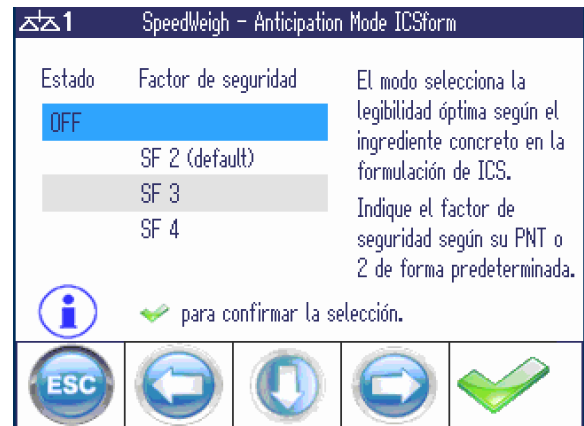 1 SpeedWeigh - Anticipation Mode ICSform
Estado Factor de seguridad
OFF
SF 2 (default)
SF 3
SF 4
El modo selecciona la
legibilidad óptima según el
ingrediente concreto en la
formulación de ICS.
Indique el factor de
seguridad según su PNT o
2 de forma predeterminada.
para confirmar la selección.
ESC